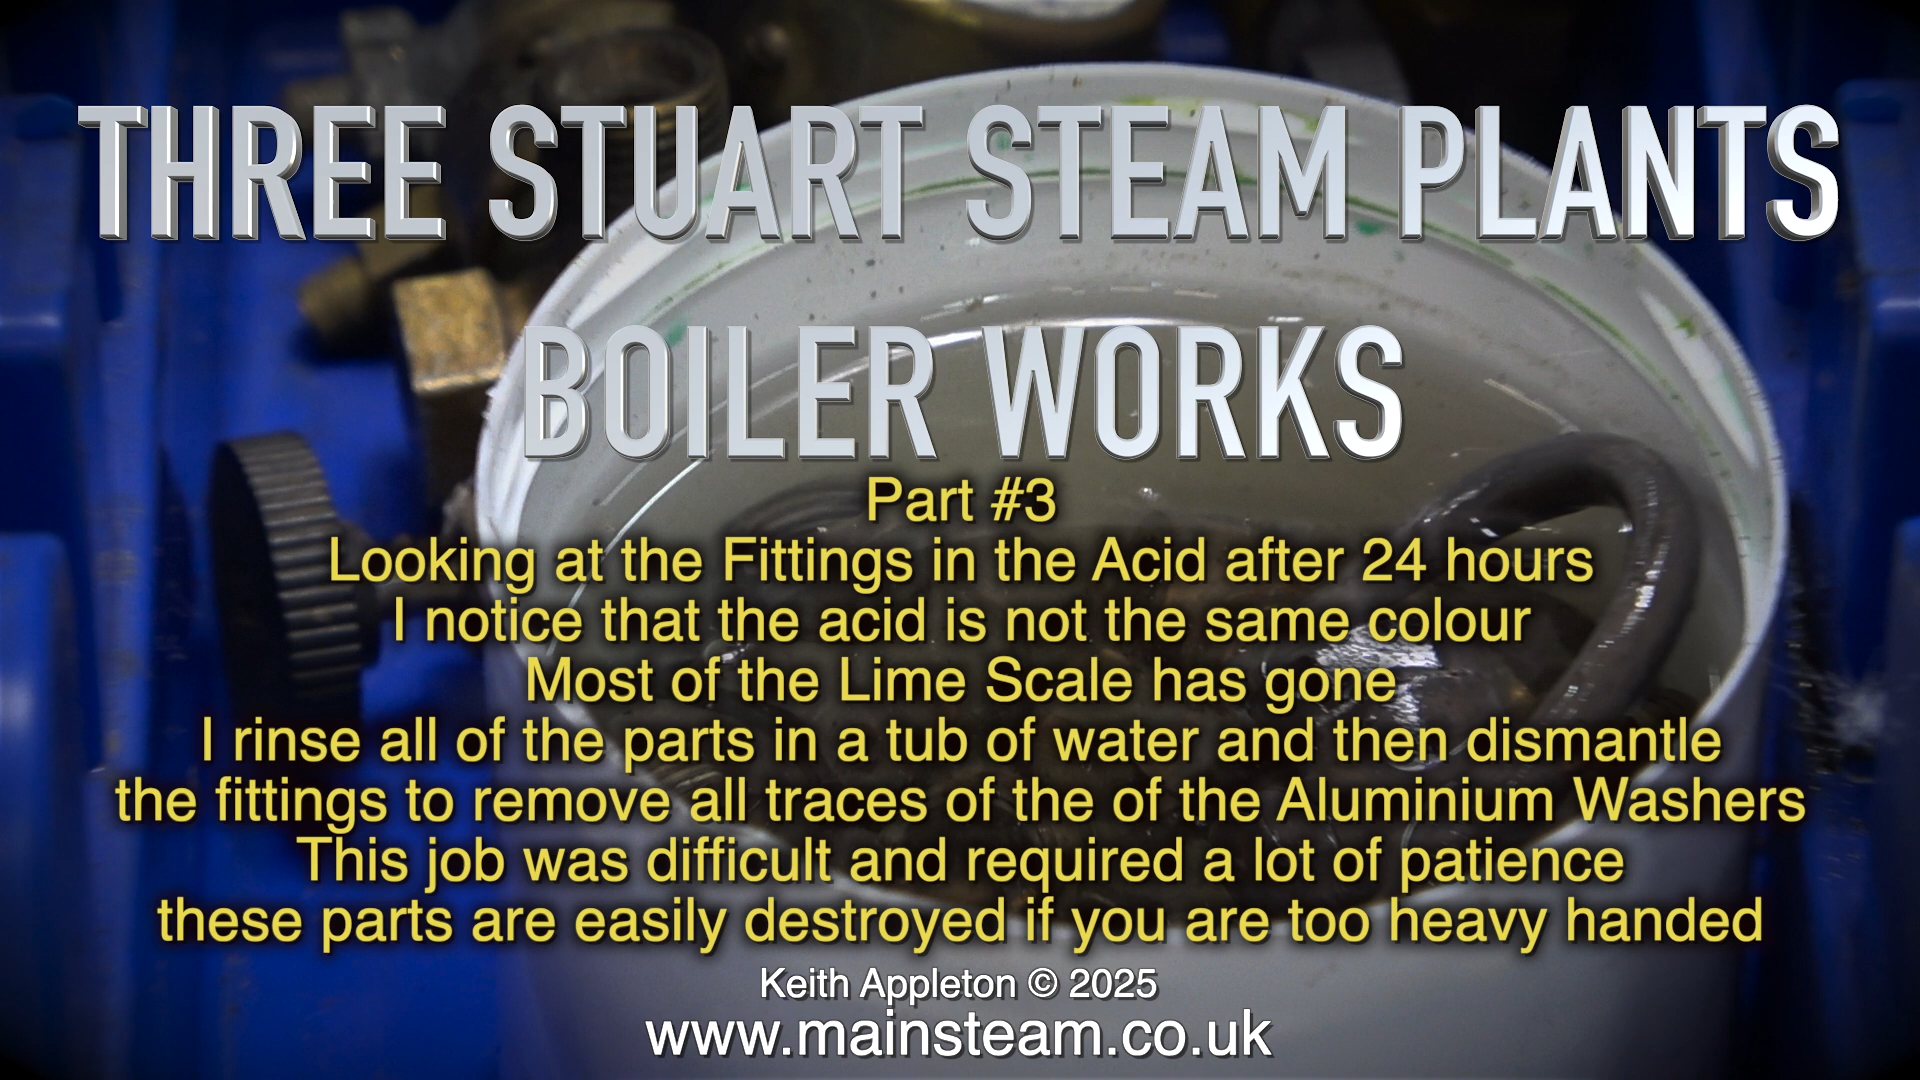 THREE STUART STEAM PLANTS
BOILER WORKS
Part #3
Looking at the Fittings in the Acid after 24 hours
I notice that the acid is not the same colour
Most of the Lime Scale has gone
I rinse all of the parts in a tub of water and then dismantle
the fittings to remove all traces of the of the Aluminium Washers
This job was difficult and required a lot of patience
these parts are easily destroyed if you are too heavy handed
Keith Appleton © 2025
www.mainsteam.co.uk